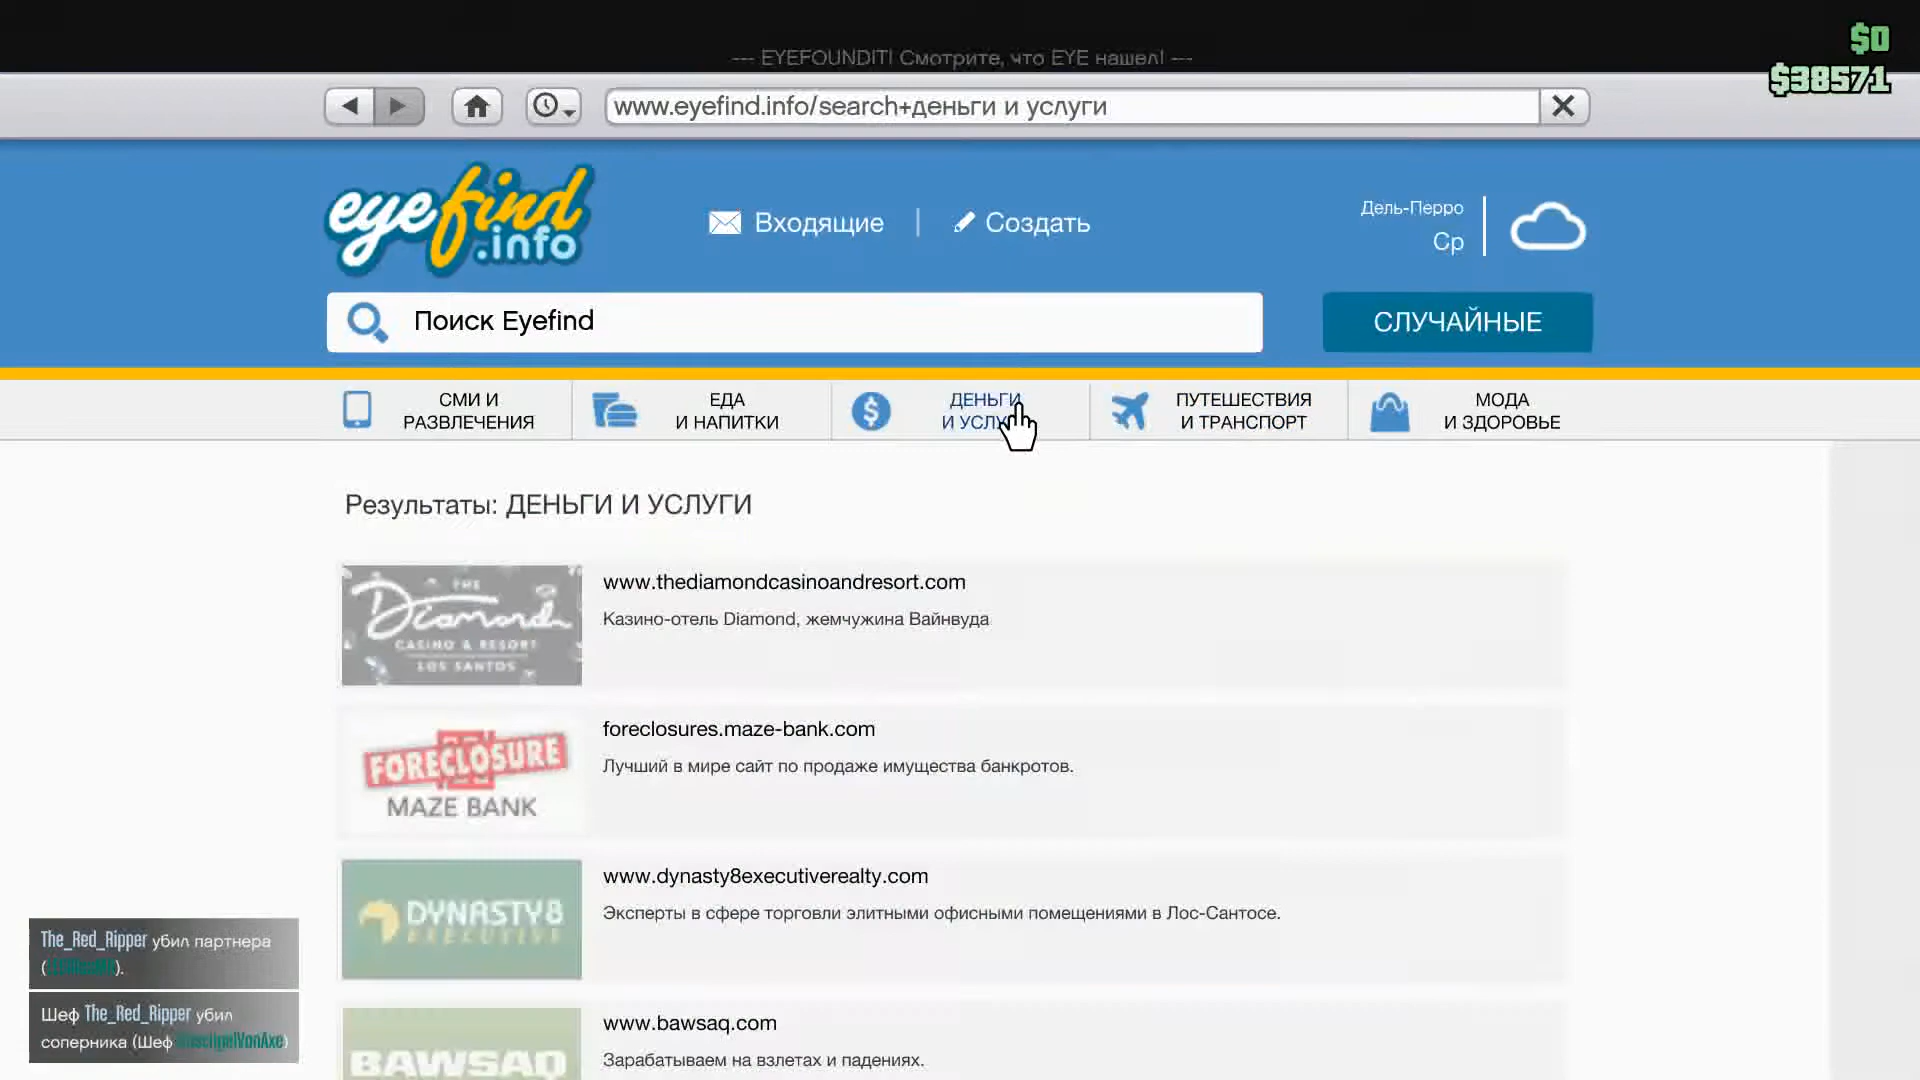 $0
--- EYEFOUNDIT! Смотрите, что EYE нашел! ---
$38571
www.eyefind.info/search+деньги и услуги
eyefind
.info
Входящие
Создать
Дель-Перро
Ср
Поиск Eyefind
СЛУЧАЙНЫЕ
СМИ И
РАЗВЛЕЧЕНИЯ
ЕДА
И НАПИТКИ
ДЕНЬГИ
И УСЛУ
ПУТЕШЕСТВИЯ
И ТРАНСПОРТ
МОДА
И ЗДОРОВЬЕ
Результаты: ДЕНЬГИ И УСЛУГИ
THE
Diamond
CASINO & RESORT
LOS SANTOS
www.thediamondcasinoandresort.com
Казино-отель Diamond, жемчужина Вайнвуда
FORECLOSURE
MAZE BANK
foreclosures.maze-bank.com
Лучший в мире сайт по продаже имущества банкротов.
DYNASTY8
EXECUTIVE
www.dynasty8executiverealty.com
Эксперты в сфере торговли элитными офисными помещениями в Лос-Сантосе.
BAWSAQ
www.bawsaq.com
Зарабатываем на взлетах и падениях.
The_Red_Ripper убил партнера
Шеф The_Red_Ripper убил
соперника (Шеф